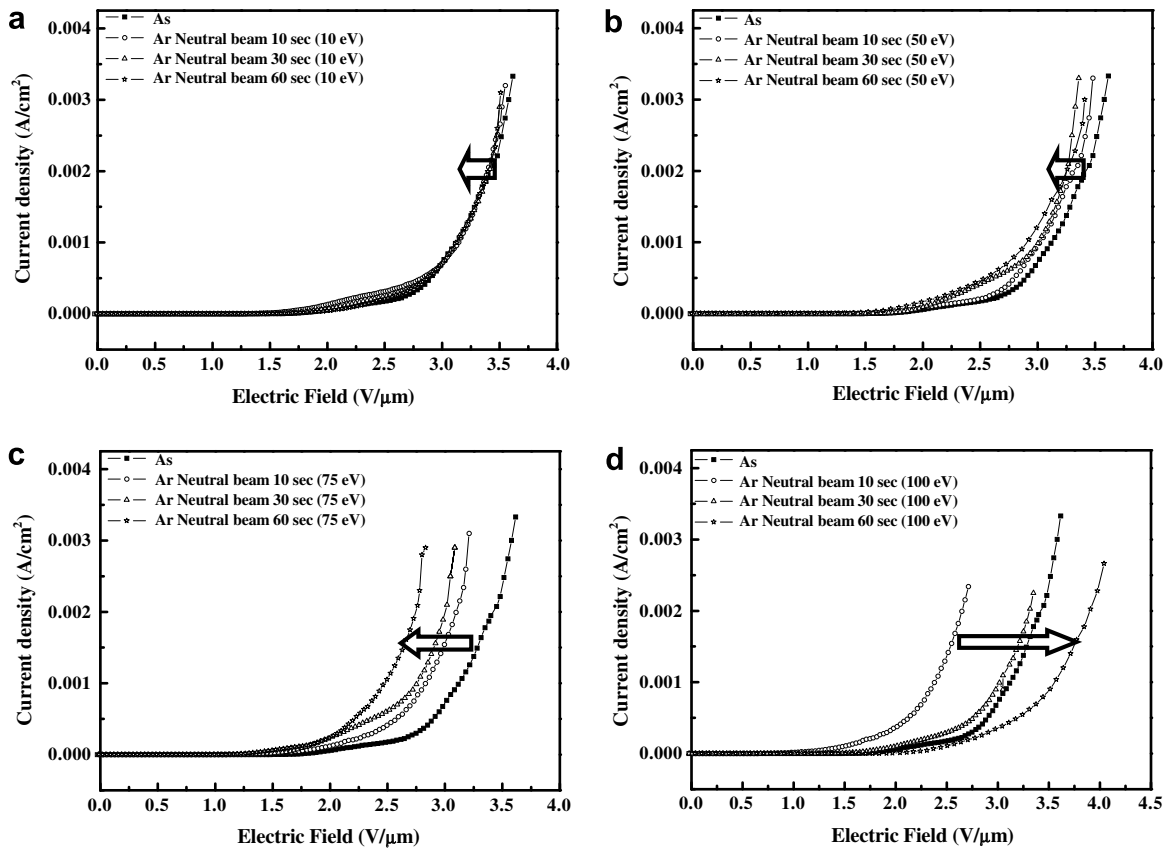 a
As
Ar Neutral beam 10 sec (10 eV)
Ar Neutral beam 30 sec (10 eV)
Ar Neutral beam 60 sec (10 eV)
0.004
0.003
0.002
0.001
0.000
Current density (A/cm²)
0.0 0.5 1.0 1.5 2.0 2.5 3.0 3.5 4.0
Electric Field (V/μm)
b
As
Ar Neutral beam 10 sec (50 eV)
Ar Neutral beam 30 sec (50 eV)
Ar Neutral beam 60 sec (50 eV)
0.004
0.003
0.002
0.001
0.000
Current density (A/cm²)
0.0 0.5 1.0 1.5 2.0 2.5 3.0 3.5 4.0
Electric Field (V/μm)
c
As
Ar Neutral beam 10 sec (75 eV)
Ar Neutral beam 30 sec (75 eV)
Ar Neutral beam 60 sec (75 eV)
0.004
0.003
0.002
0.001
0.000
Current density (A/cm²)
0.0 0.5 1.0 1.5 2.0 2.5 3.0 3.5 4.0
Electric Field (V/μm)
d
As
Ar Neutral beam 10 sec (100 eV)
Ar Neutral beam 30 sec (100 eV)
Ar Neutral beam 60 sec (100 eV)
0.004
0.003
0.002
0.001
0.000
Current density (A/cm²)
0.0 0.5 1.0 1.5 2.0 2.5 3.0 3.5 4.0 4.5
Electric Field (V/μm)